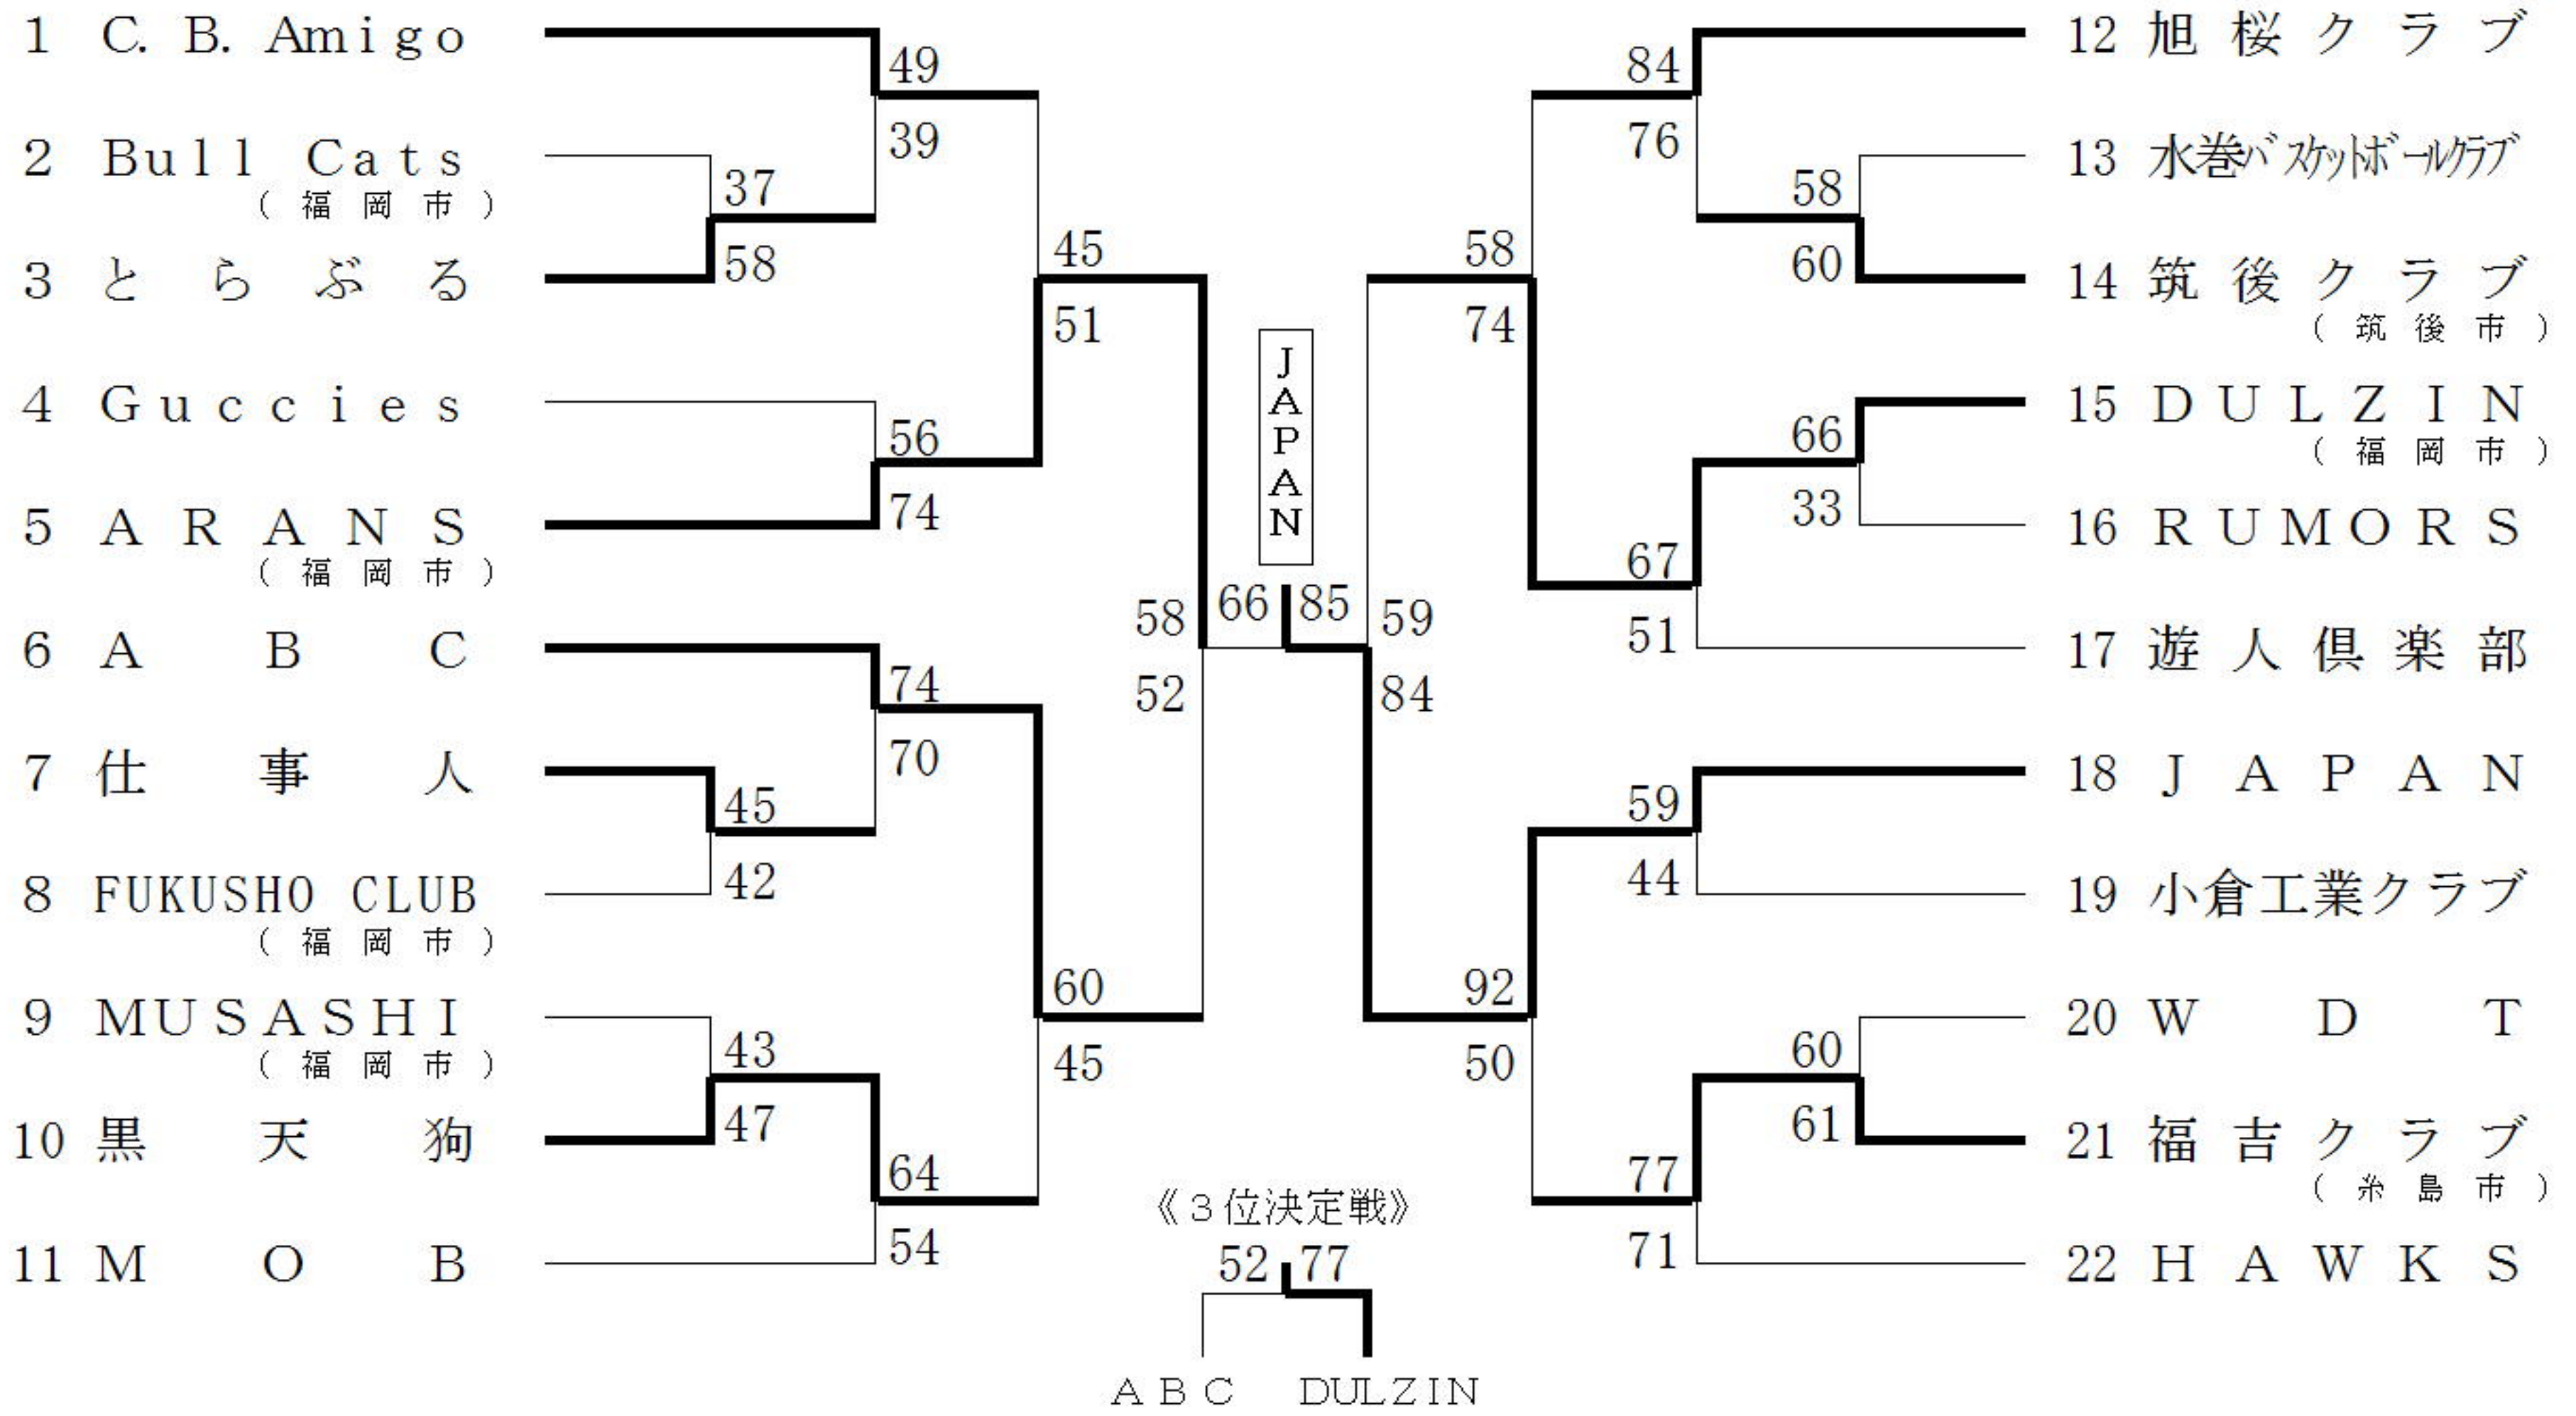 1 C. B. Amigo
2 Bull Cats
(福岡市)
3 とらぶる
4 Guccies
5 ARANS
(福岡市)
6 ABC
7 仕事人
8 FUKUSHO CLUB
(福岡市)
9 MUSASHI
(福岡市)
10 黒天狗
11 MOB
49
39
37
58
45
51
56
74
74
70
45
42
60
45
43
47
64
54
58
52
JAPAN
66 85
59
84
《3位決定戦》
52 77
ABC DULZIN
84
76
58
60
58
74
66
33
67
51
59
44
92
50
60
61
77
71
12 旭桜クラブ
13 水巻バスケットボールクラブ
14 筑後クラブ
(筑後市)
15 DULZIN
(福岡市)
16 RUMORS
17 遊人倶楽部
18 JAPAN
19 小倉工業クラブ
20 WDT
21 福吉クラブ
(糸島市)
22 HAWKS